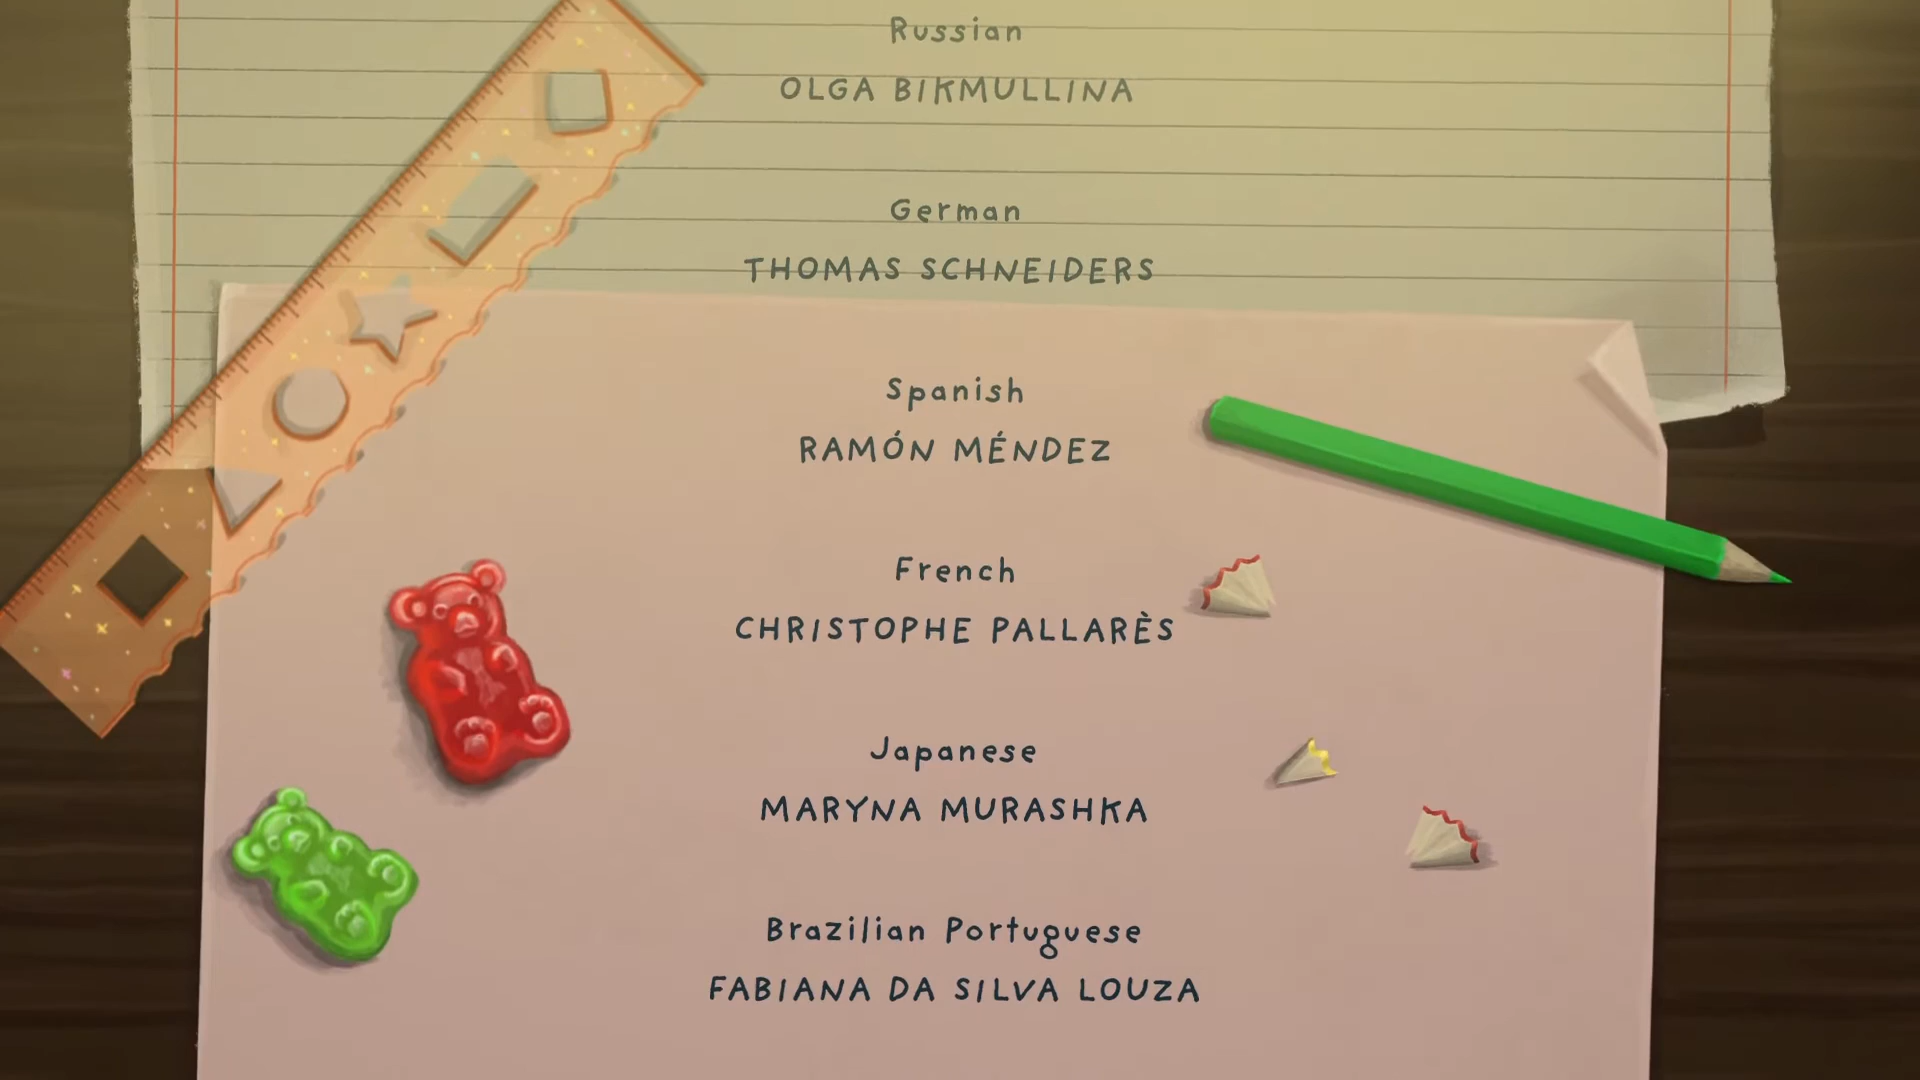 Russian
OLGA BIKMULLINA
German
THOMAS SCHNEIDERS
Spanish
RAMÓN MÉNDEZ
French
CHRISTOPHE PALLARÈS
Japanese
MARYNA MURASHKA
Brazilian Portuguese
FABIANA DA SILVA LOUZA